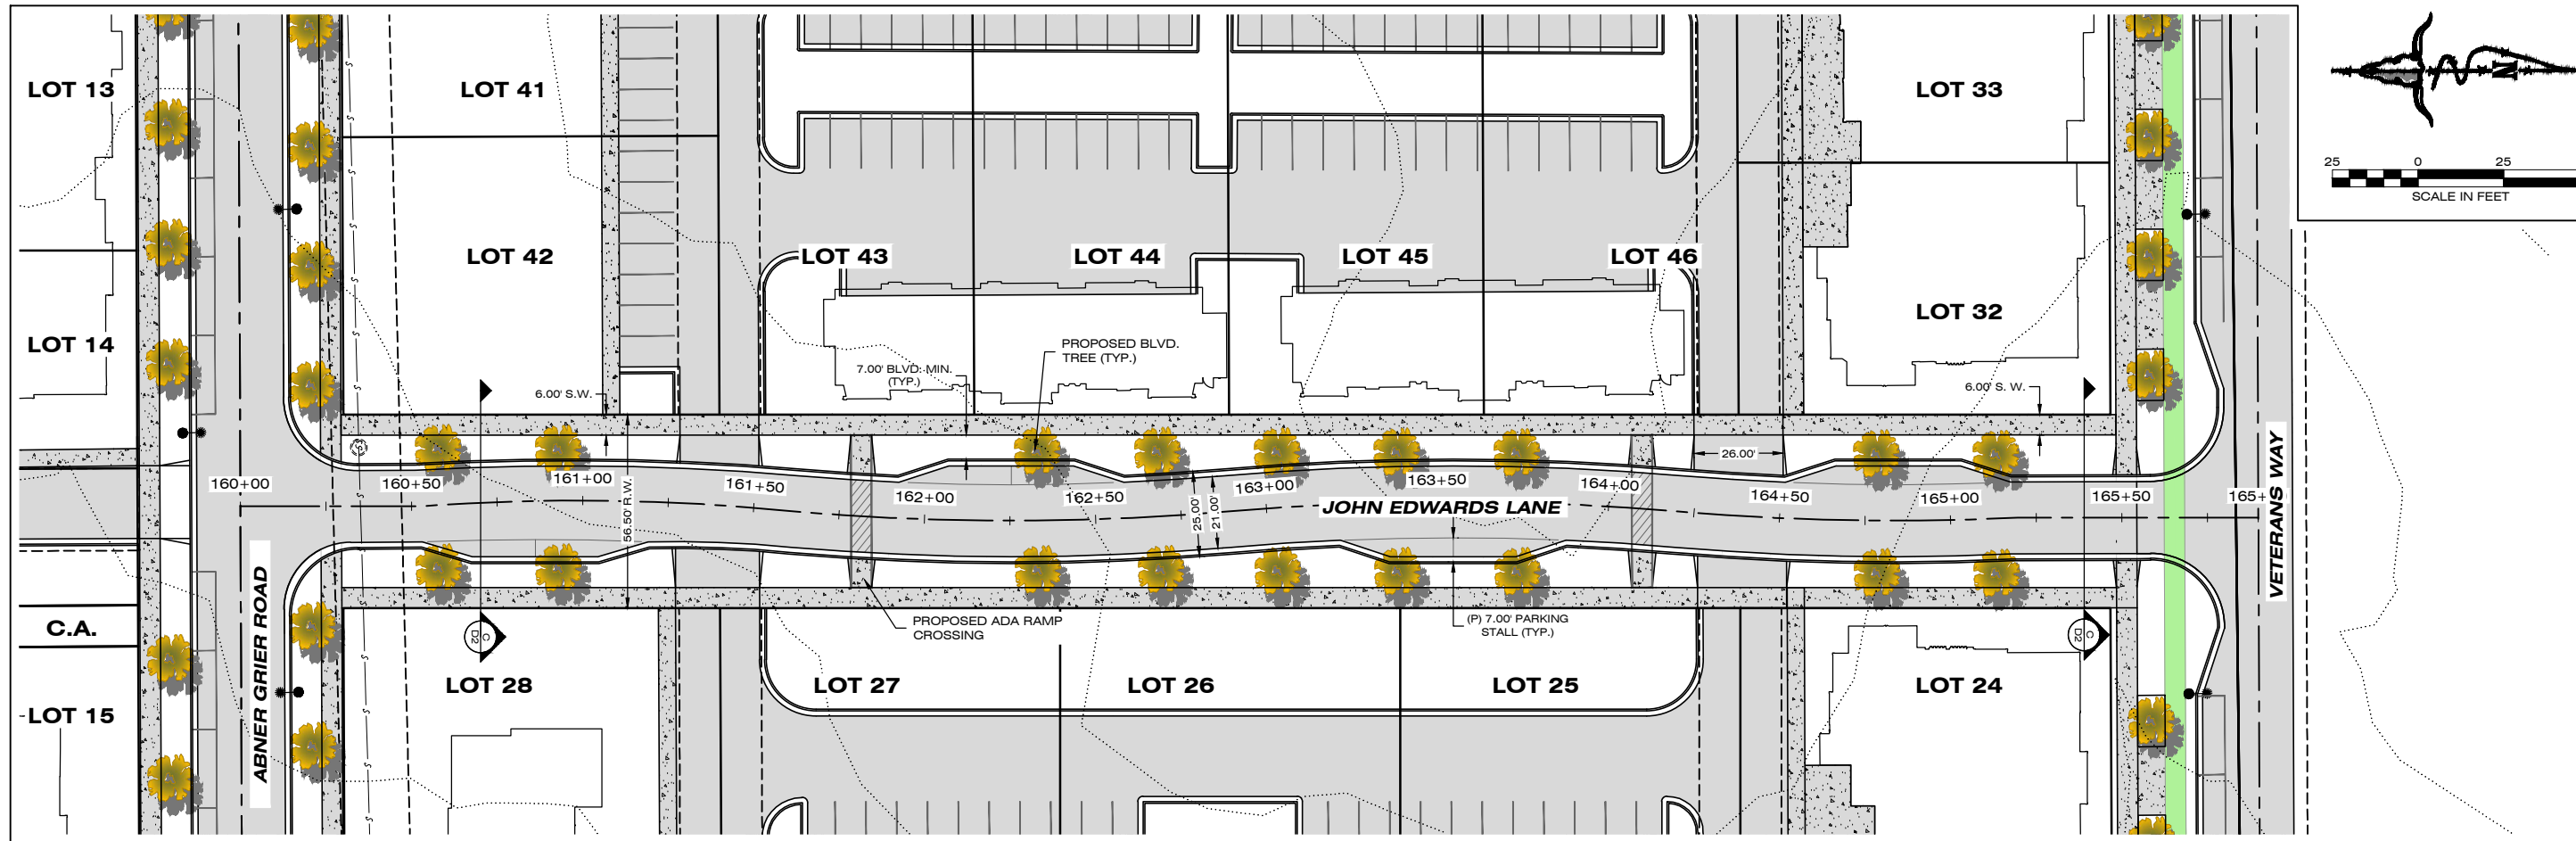 LOT 13
LOT 41
LOT 33
N
25 0 25
SCALE IN FEET
LOT 42
LOT 43
LOT 44
LOT 45
LOT 46
LOT 32
LOT 14
PROPOSED BLVD.
TREE (TYP.)
7.00' BLVD. MIN.
(TYP.)
6.00' S.W.
6.00' S. W.
S
S
S
S
S
26.00'
160+00
160+50
161+00
161+50
162+00
162+50
163+00
163+50
164+00
164+50
165+00
165+50
56.50' R.W.
25.00'
21.00'
JOHN EDWARDS LANE
VETERANS WAY
ABNER GRIER ROAD
C.A.
PROPOSED ADA RAMP
CROSSING
(P) 7.00' PARKING
STALL (TYP.)
C
D2
C
D2
LOT 15
LOT 28
LOT 27
LOT 26
LOT 25
LOT 24
S
S
S